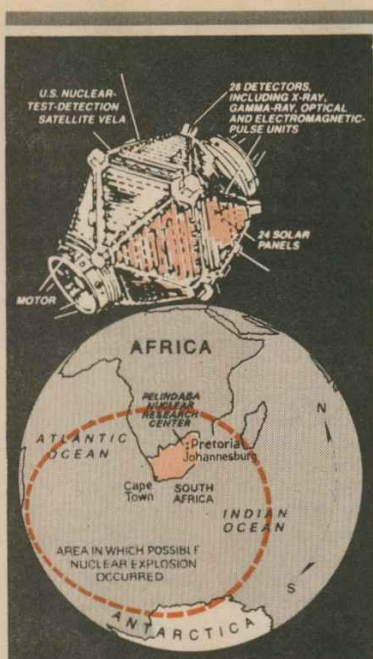 U.S. NUCLEAR-
TEST-DETECTION
SATELLITE VELA
28 DETECTORS,
INCLUDING X-RAY,
GAMMA-RAY, OPTICAL
AND ELECTROMAGNETIC-
PULSE UNITS
24 SOLAR
PANELS
MOTOR
AFRICA
PELINDABA
NUCLEAR
RESEARCH
CENTER
ATLANTIC
OCEAN
Pretoria
Johannesburg
N
Cape
Town
SOUTH
AFRICA
INDIAN
OCEAN
AREA IN WHICH POSSIBLE
NUCLEAR EXPLOSION
OCCURRED
S
ANTARCTICA